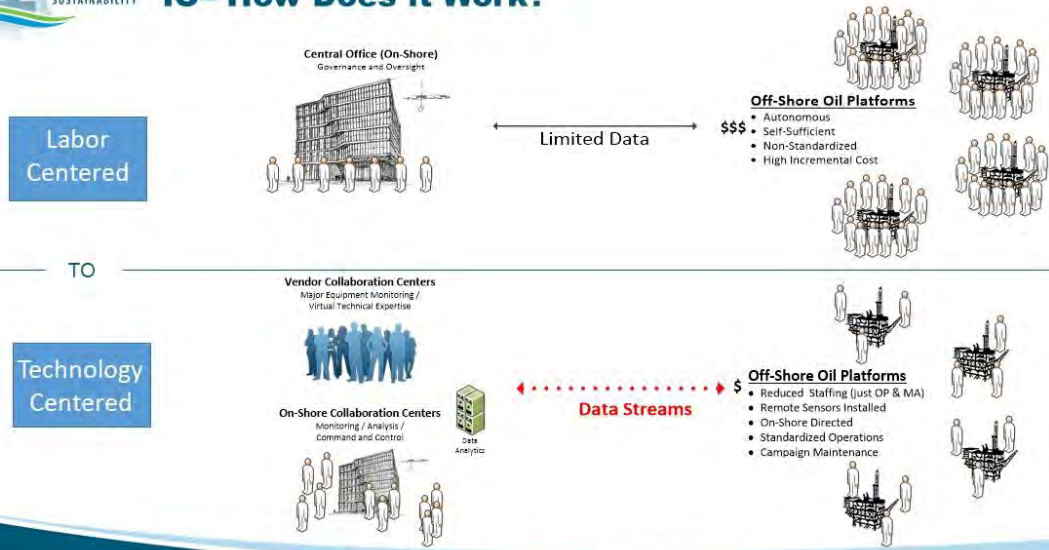 SUSTAINABILITY
How Does It Work?
Central Office (On-Shore)
Governance and Oversight
Labor
Centered
Limited Data
$$$
Off-Shore Oil Platforms
• Autonomous
• Self-Sufficient
• Non-Standardized
• High Incremental Cost
TO
Vendor Collaboration Centers
Major Equipment Monitoring /
Virtual Technical Expertise
Technology
Centered
On-Shore Collaboration Centers
Monitoring / Analysis /
Command and Control
Data
Analytics
Data Streams
$
Off-Shore Oil Platforms
• Reduced Staffing (just OP & MA)
• Remote Sensors Installed
• On-Shore Directed
• Standardized Operations
• Campaign Maintenance